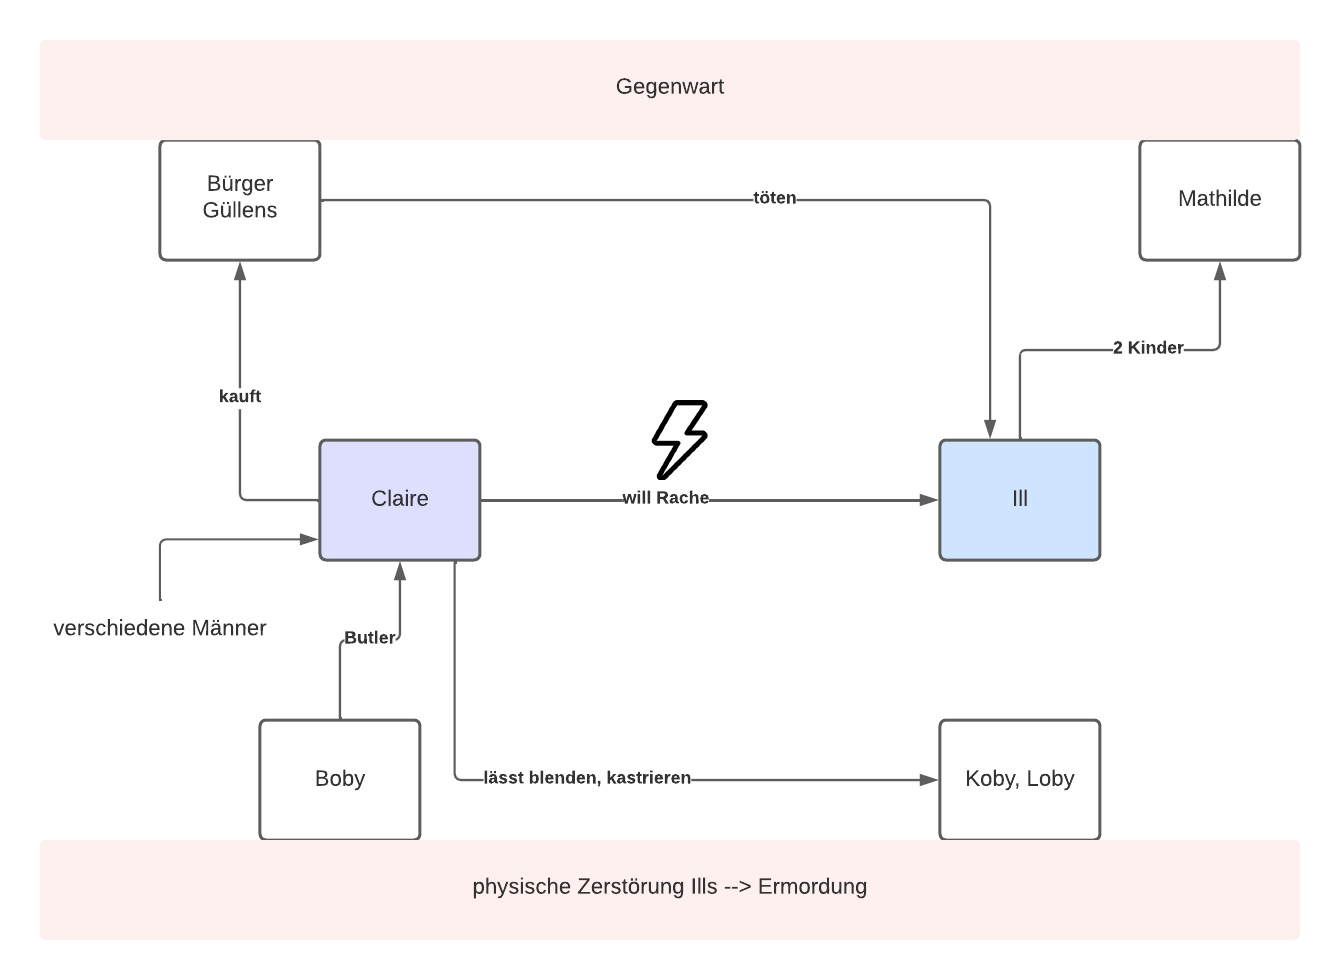 Gegenwart
Bürger
Güllens
töten
Mathilde
2 Kinder
kauft
Claire
will Rache
Ill
verschiedene Männer
Butler
Boby
lässt blenden, kastrieren
Koby, Loby
physische Zerstörung Ills --> Ermordung